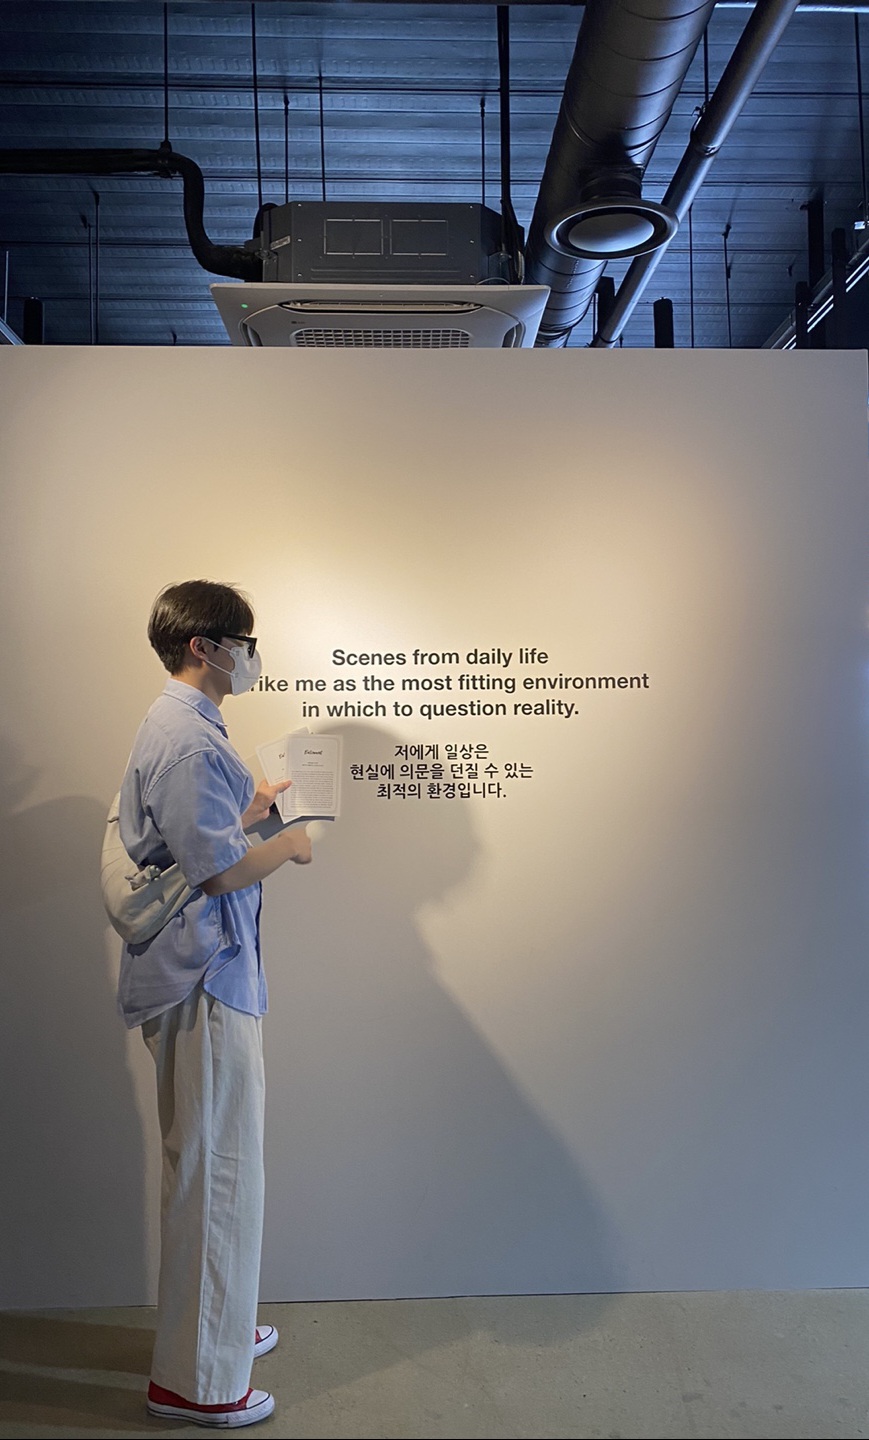 Scenes from daily life
rike me as the most fitting environment
in which to question reality.
저에게 일상은
현실에 의문을 던질 수 있는
최적의 환경입니다.